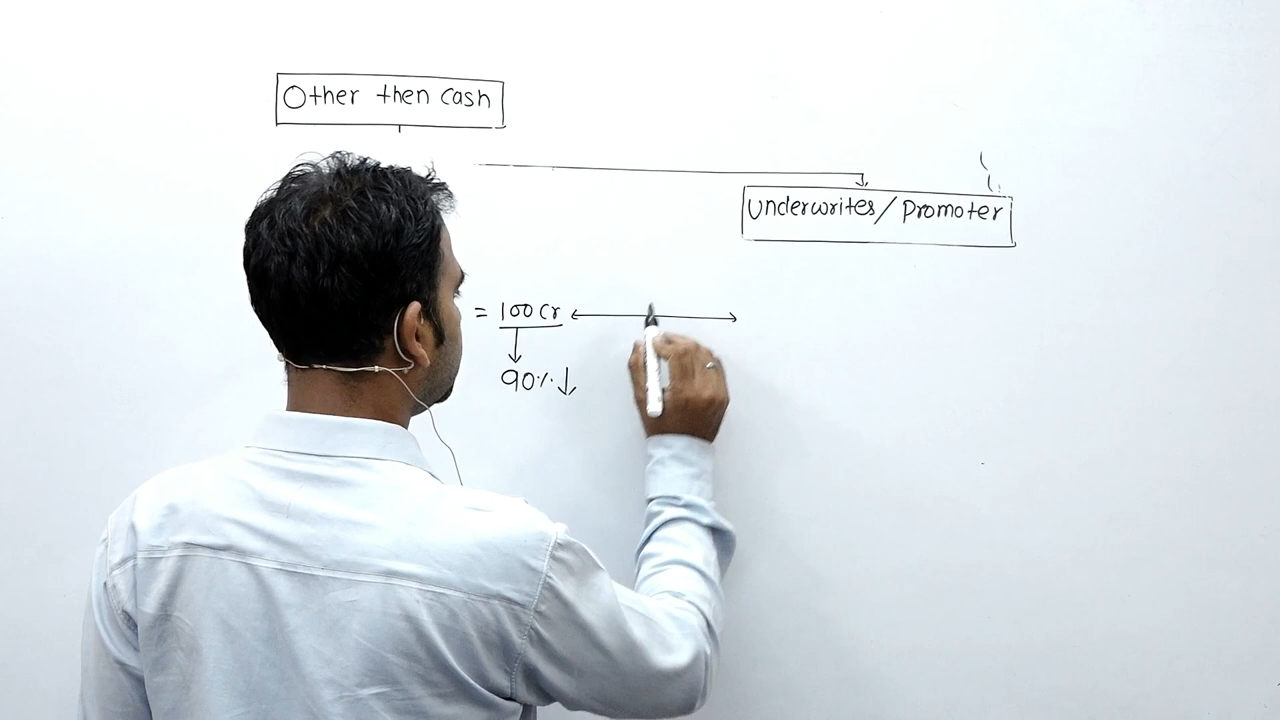 Other then cash
Underwrites/Promoter
= 100 Cr
90%